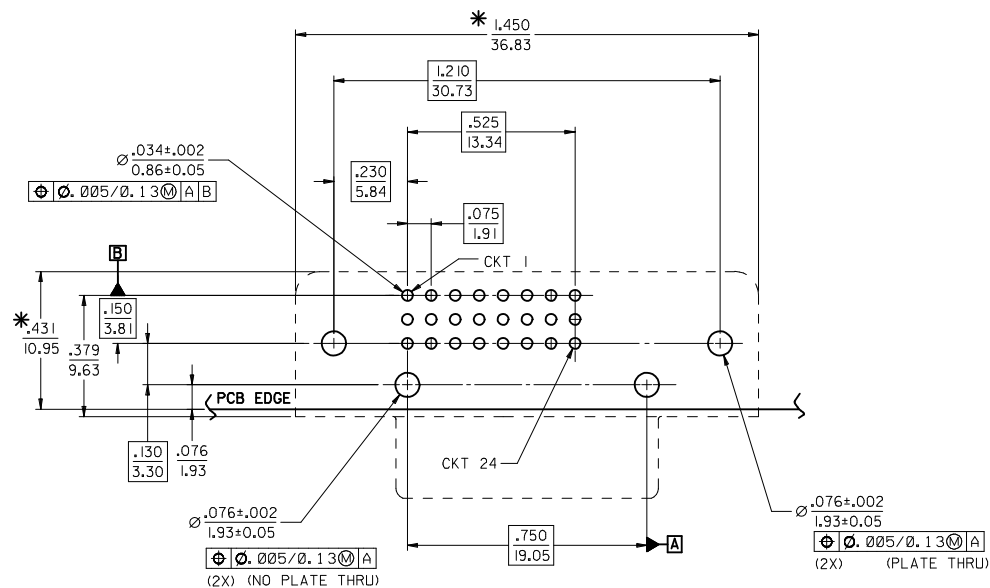 ✱ 1.450
36.83
1.210
30.73
.525
13.34
⌀ .034±.002
0.86±0.05
⌖ Ø.005/0.13Ⓜ A B
.230
5.84
.075
1.91
B
CKT 1
.150
3.81
✱ .431
10.95
.379
9.63
PCB EDGE
.130
3.30
.076
1.93
CKT 24
⌀ .076±.002
1.93±0.05
⌖ Ø.005/0.13Ⓜ A
(2X) (NO PLATE THRU)
.750
19.05
A
⌀ .076±.002
1.93±0.05
⌖ Ø.005/0.13Ⓜ A
(2X) (PLATE THRU)